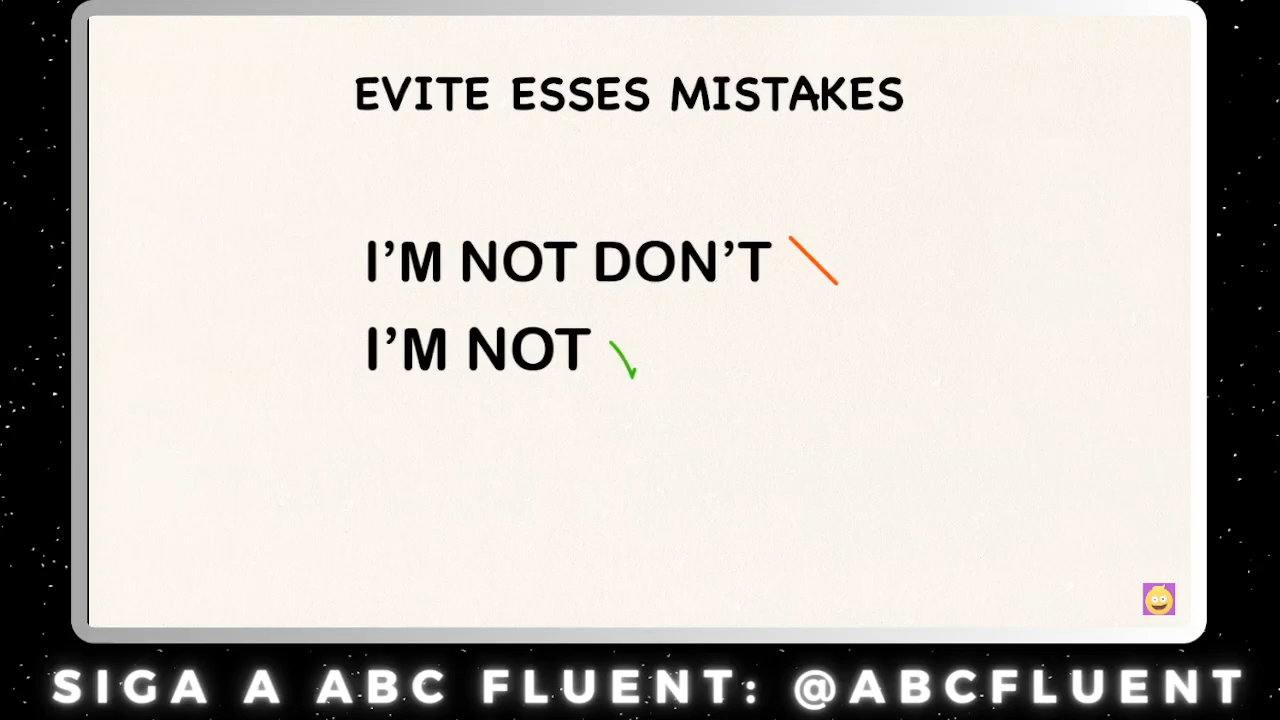 EVITE ESSES MISTAKES
I’M NOT DON’T
I’M NOT
SIGA A ABC FLUENT: @ABCFLUENT